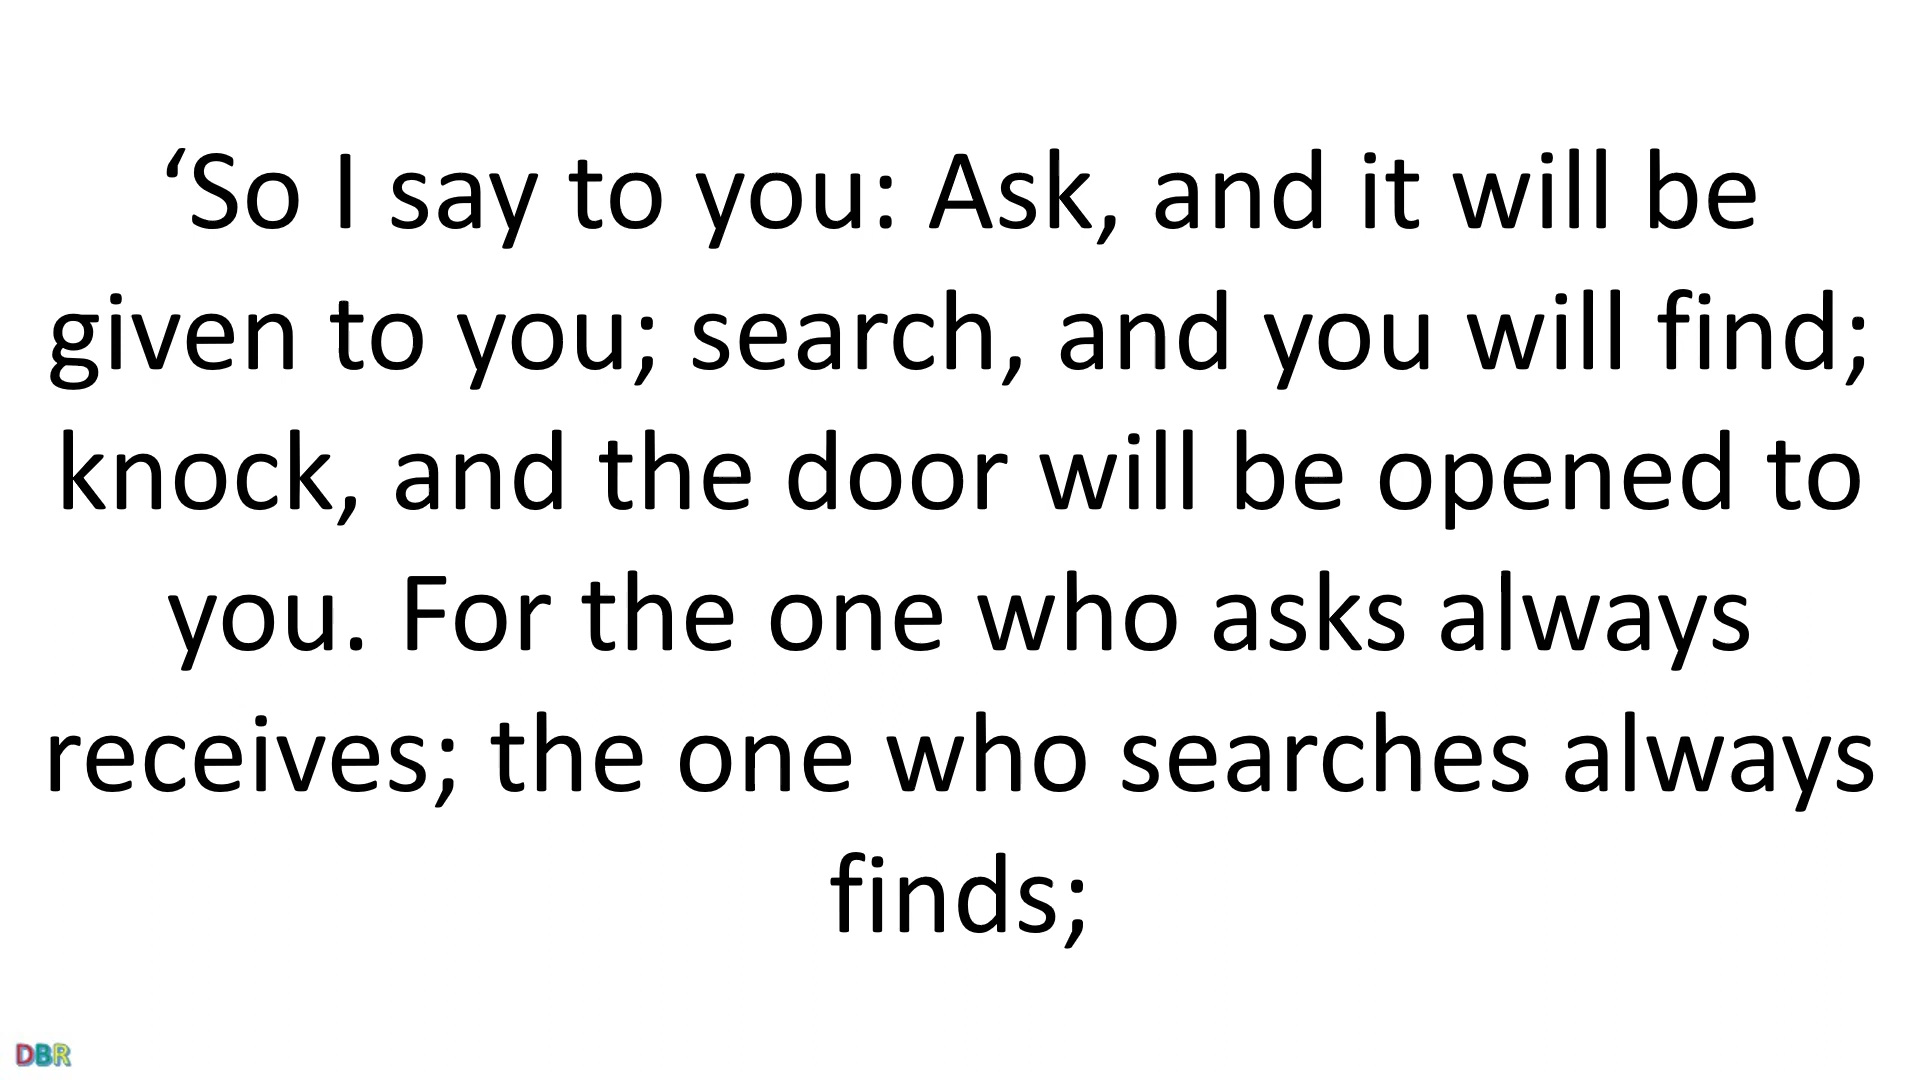 ‘So I say to you: Ask, and it will be
given to you; search, and you will find;
knock, and the door will be opened to
you. For the one who asks always
receives; the one who searches always
finds;
DBR